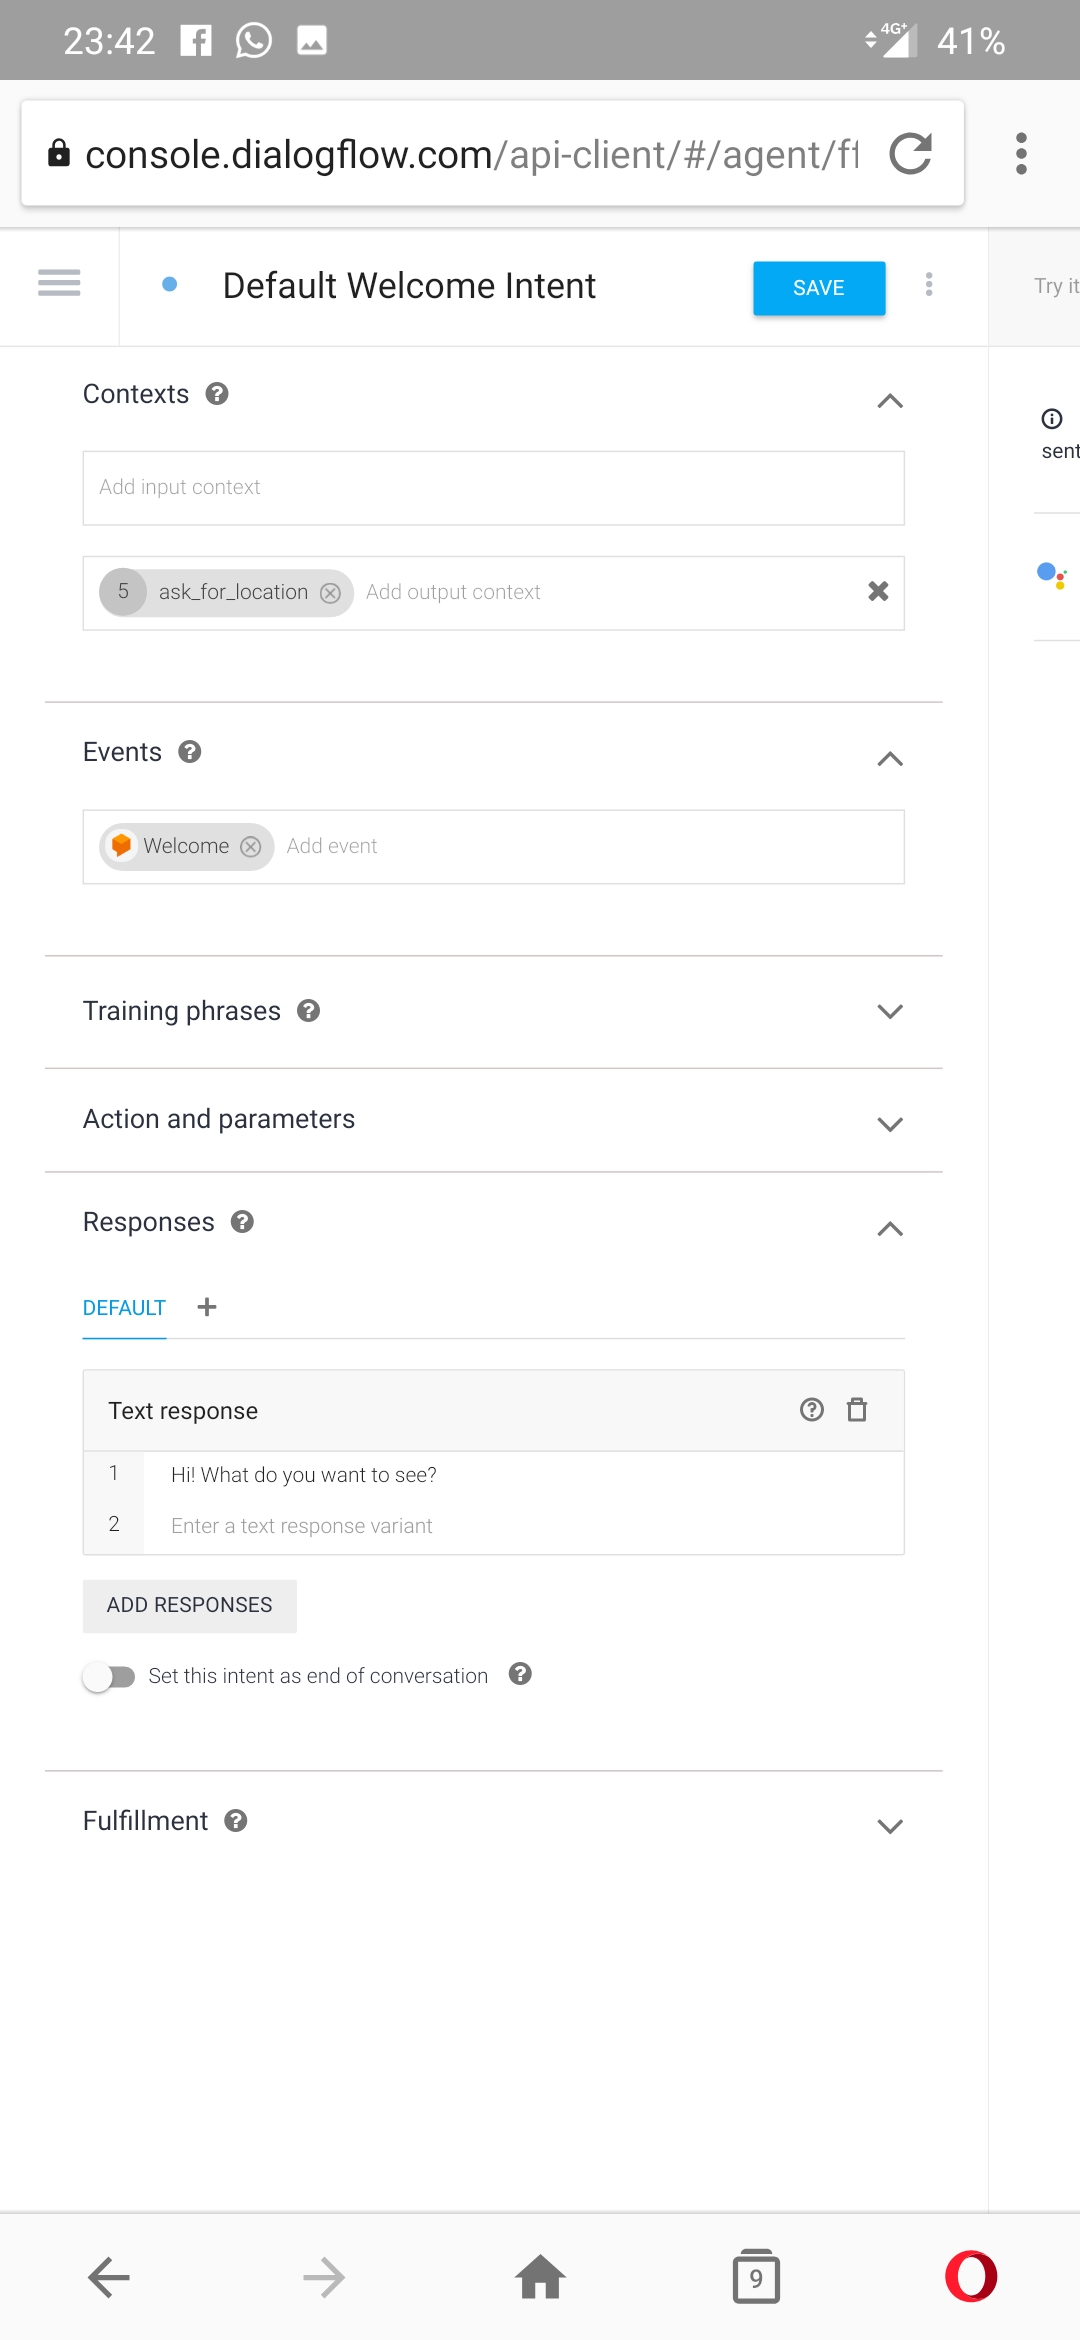 23:42
4G+ 41%
console.dialogflow.com/api-client/#/agent/ff
Default Welcome Intent
SAVE
Try it
Contexts
Add input context
5 ask_for_location Add output context
sent
Events
Welcome Add event
Training phrases
Action and parameters
Responses
DEFAULT +
Text response
1 Hi! What do you want to see?
2 Enter a text response variant
ADD RESPONSES
Set this intent as end of conversation
Fulfillment
9